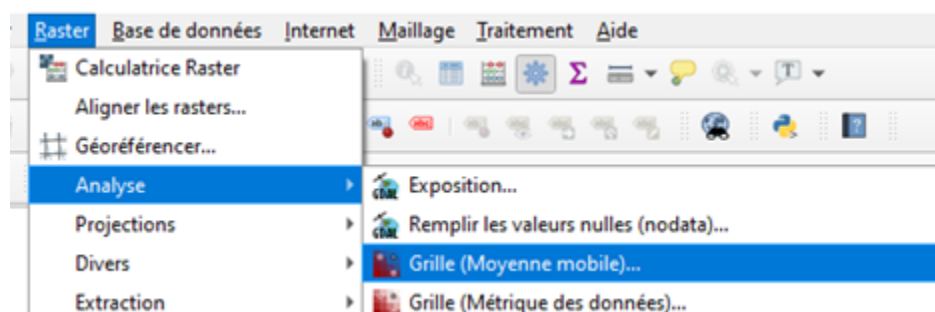 Raster Base de données Internet Maillage Traitement Aide
Calculatrice Raster
Aligner les rasters...
Géoréférencer...
Analyse
Projections
Divers
Extraction
Exposition...
Remplir les valeurs nulles (nodata)...
Grille (Moyenne mobile)...
Grille (Métrique des données)...